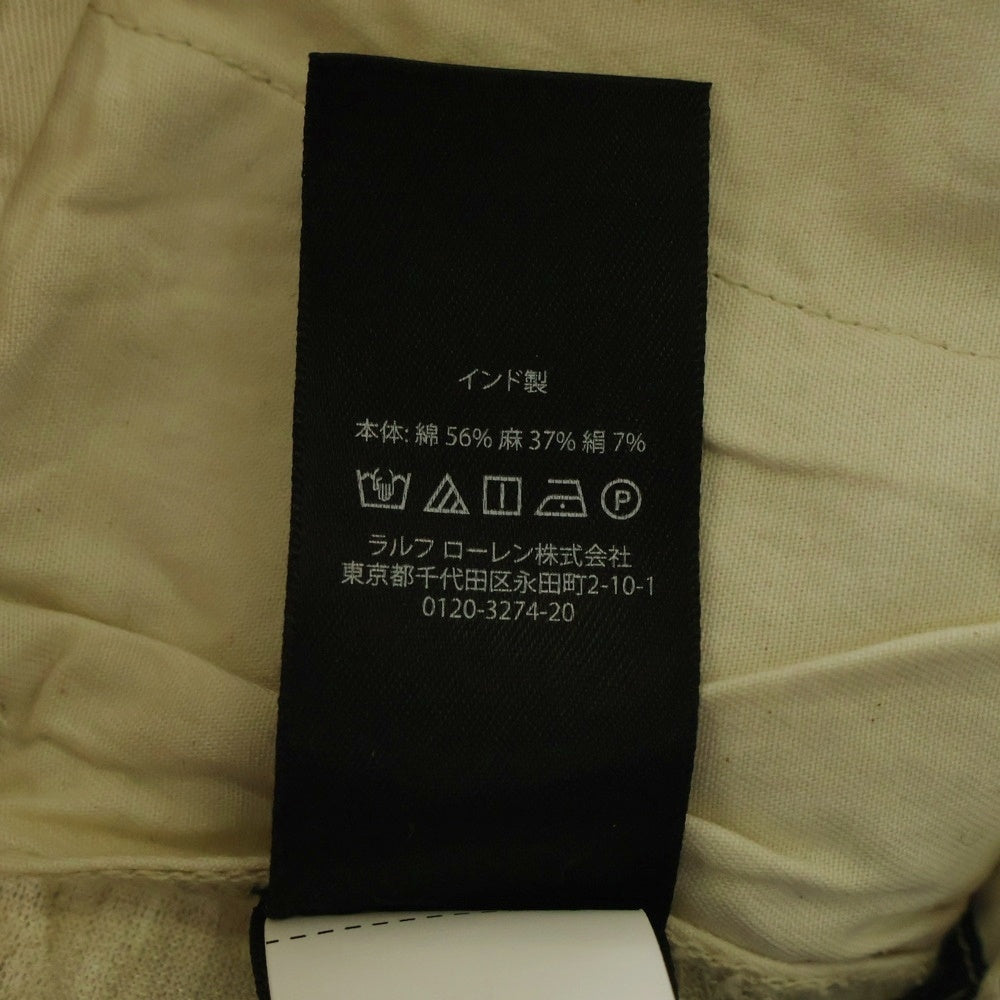 インド製
本体: 綿 56% 麻 37% 絹 7%
P
ラルフ ローレン株式会社
東京都千代田区永田町2-10-1
0120-3274-20